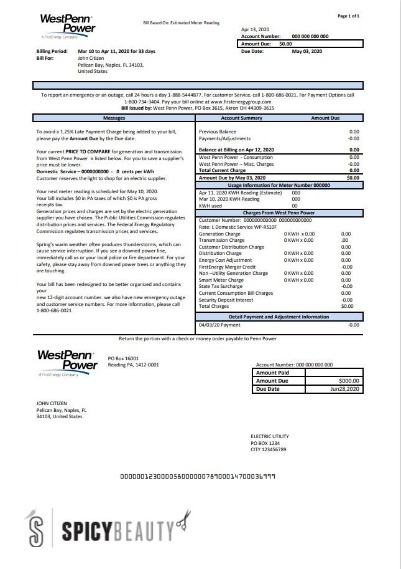 Page 1 of 1
WestPenn Power
A FirstEnergy Company
Bill Based On: Estimated Meter Reading
Apr 13, 2021
Account Number: 000 000 000 000
Amount Due: $0.00
Billing Period: Mar 10 to Apr 11, 2020 for 33 days
Due Date: May 03, 2020
Bill For: John Citizen
Pelican Bay, Naples, FL 34103,
United States
To report an emergency or an outage, call 24 hours a day 1-888-5444877. For customer Service, call 1-800-686-0021. For Payment Options call
1-800-734-3404. Pay your bill online at www.firstenergygroup.com
Bill issued by: West Penn Power, PO Box 3615, Akron OH 44309-3615
Messages
To avoid a 1.25% Late Payment Charge being added to your bill,
please pay the Amount Due by the Due date.
Your current PRICE TO COMPARE for generation and transmission
from West Penn Power is listed below. For you to save a supplier's
price must be lower.
Domestic Service - 0000000000 - .0 cents per kWh
Customer reserves the right to shop for an electric supplier.
Your next meter reading is scheduled for May 10, 2020.
Your bill includes $0 in PA taxes of which $0 is PA gross
receipts tax.
Generation prices and charges are set by the electric generation
supplier you have chosen. The Public Utilities Commission regulates
distribution prices and services. The Federal Energy Regulatory
Commission regulates transmission prices and services.
Spring's warm weather often produces thunderstorms, which can
cause service interruption. If you see a downed power line,
immediately call us or your local police or fire department. For your
safety, please stay away from downed power wires or anything they
are touching.
Your bill has been redesigned to be better organised and contains
your
new 12-digit account number. we also have new emergency outage
and customer service numbers. For more information, please call
1-800-686-0021
Account Summary Amount Due
Previous Balance 0.00
Payments/Adjustments -0.00
Balance at Billing on Apr 12, 2020 0.00
West Penn Power - Consumption 0.00
West Penn Power - Misc. Charges -0.00
Total Current Charge 0.00
Amount Due by May 03, 2020 $0.00
Usage Information for Meter Number 000000
Apr 11, 2020 KWH Reading (Estimate) 000
Mar 10, 2020 KWH Reading 000
KWH used 00
Charges From West Penn Power
Customer Number: 0000000000 0000000000
Rate: L Domestic Service WP-RS10F
Generation Charge 0 KWH x 0.00 0.00
Transmission Charge 0 KWH x 0.00 .00
Customer Distribution Charge 0.00
Distribution Charge 0 KWH x 0.00 0.00
Energy Cost Adjustment 0 KWH x 0.00 0.00
FirstEnergy Merger Credit -0.00
Non - Utility Generation Charge 0 KWH x 0.00 0.00
Smart Meter Charge 0 KWH x 0.00 0.00
State Tax Surcharge -0.00
Current Consumption Bill Charges 0.00
Security Deposit Interest -0.00
Total Charges $0.00
Detail Payment and Adjustment Information
04/03/20 Payment -0.00
Return the portion with a check or money order payable to Penn Power
WestPenn Power
A FirstEnergy Company
PO Box 16001
Reading PA, 1412-0001
Account Number: 000 000 000 000
Amount Paid
Amount Due $000.00
Due Date Jun28,2020
JOHN CITIZEN
Pelican Bay, Naples, FL
34103, United States
ELECTRIC UTILITY
PO BOX 1234
CITY 123456789
SPICYBEAUTY